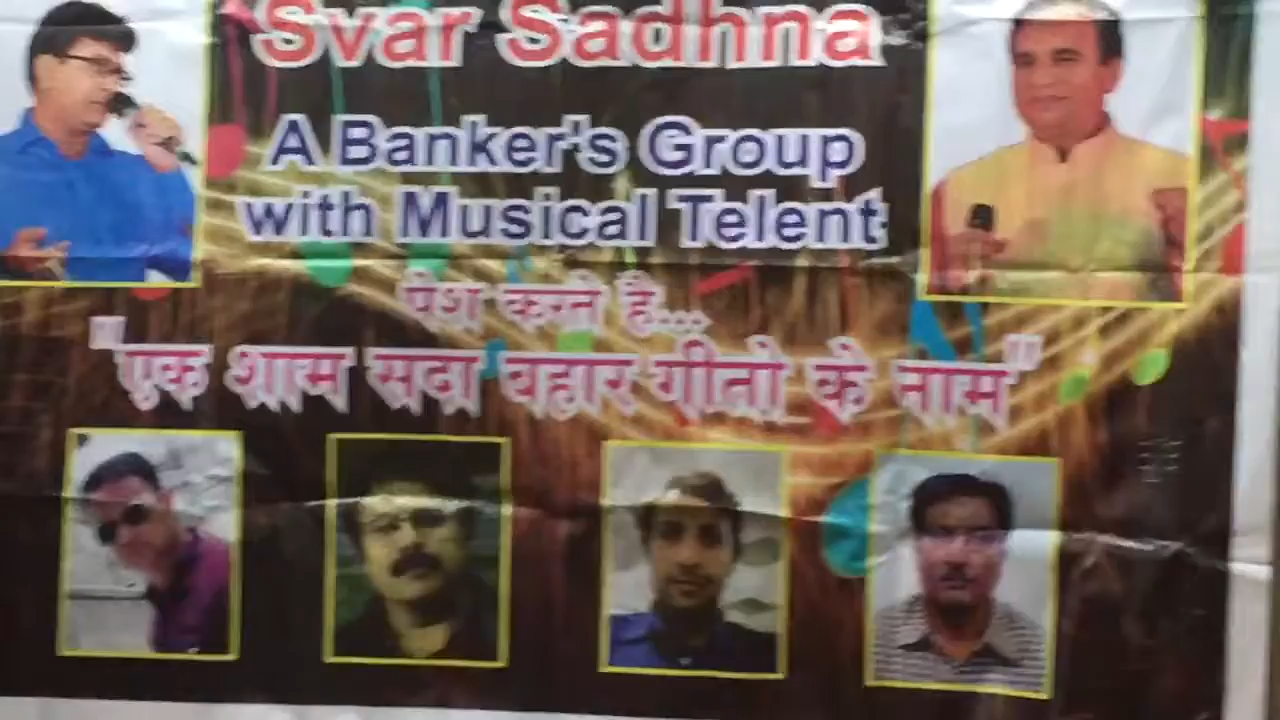 Svar Sadhna
A Banker's Group
with Musical Telent
पेश करते है...
"एक शाम सदा बहार गीतो के नाम"